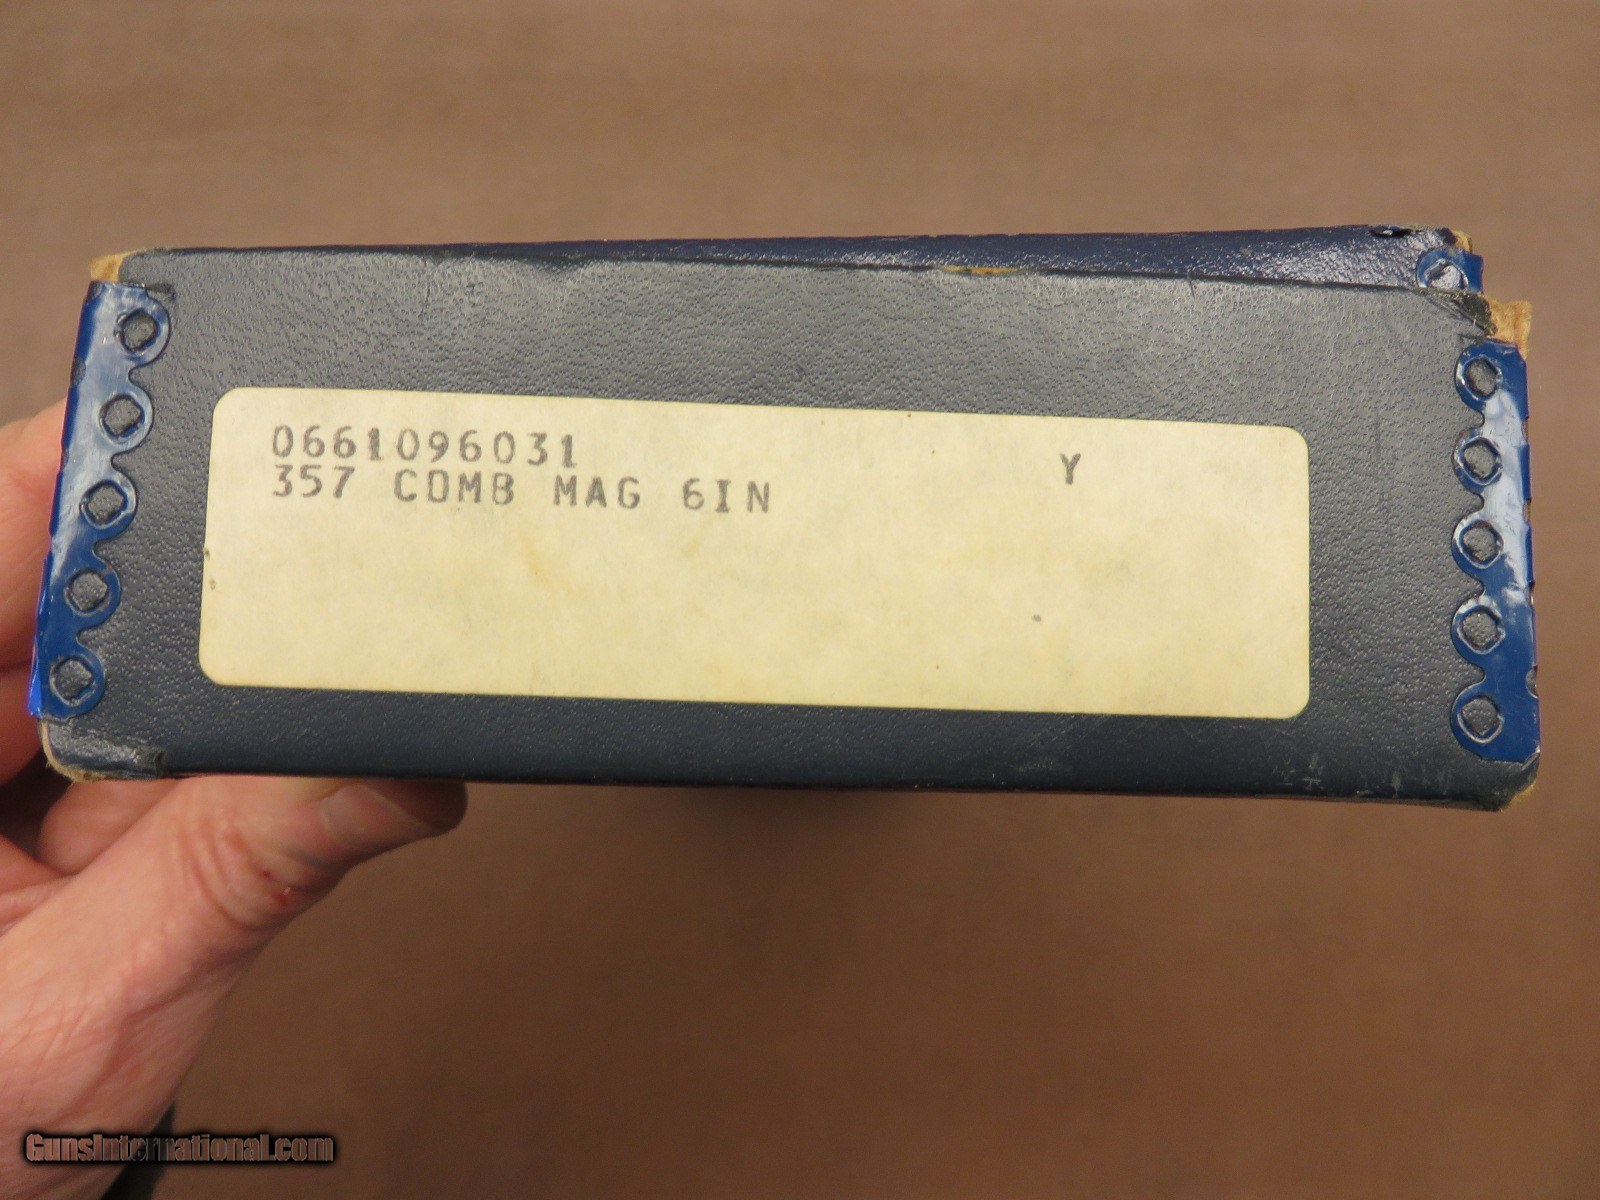 0661096031 Y
357 COMB MAG 6IN
GunsInternational.com